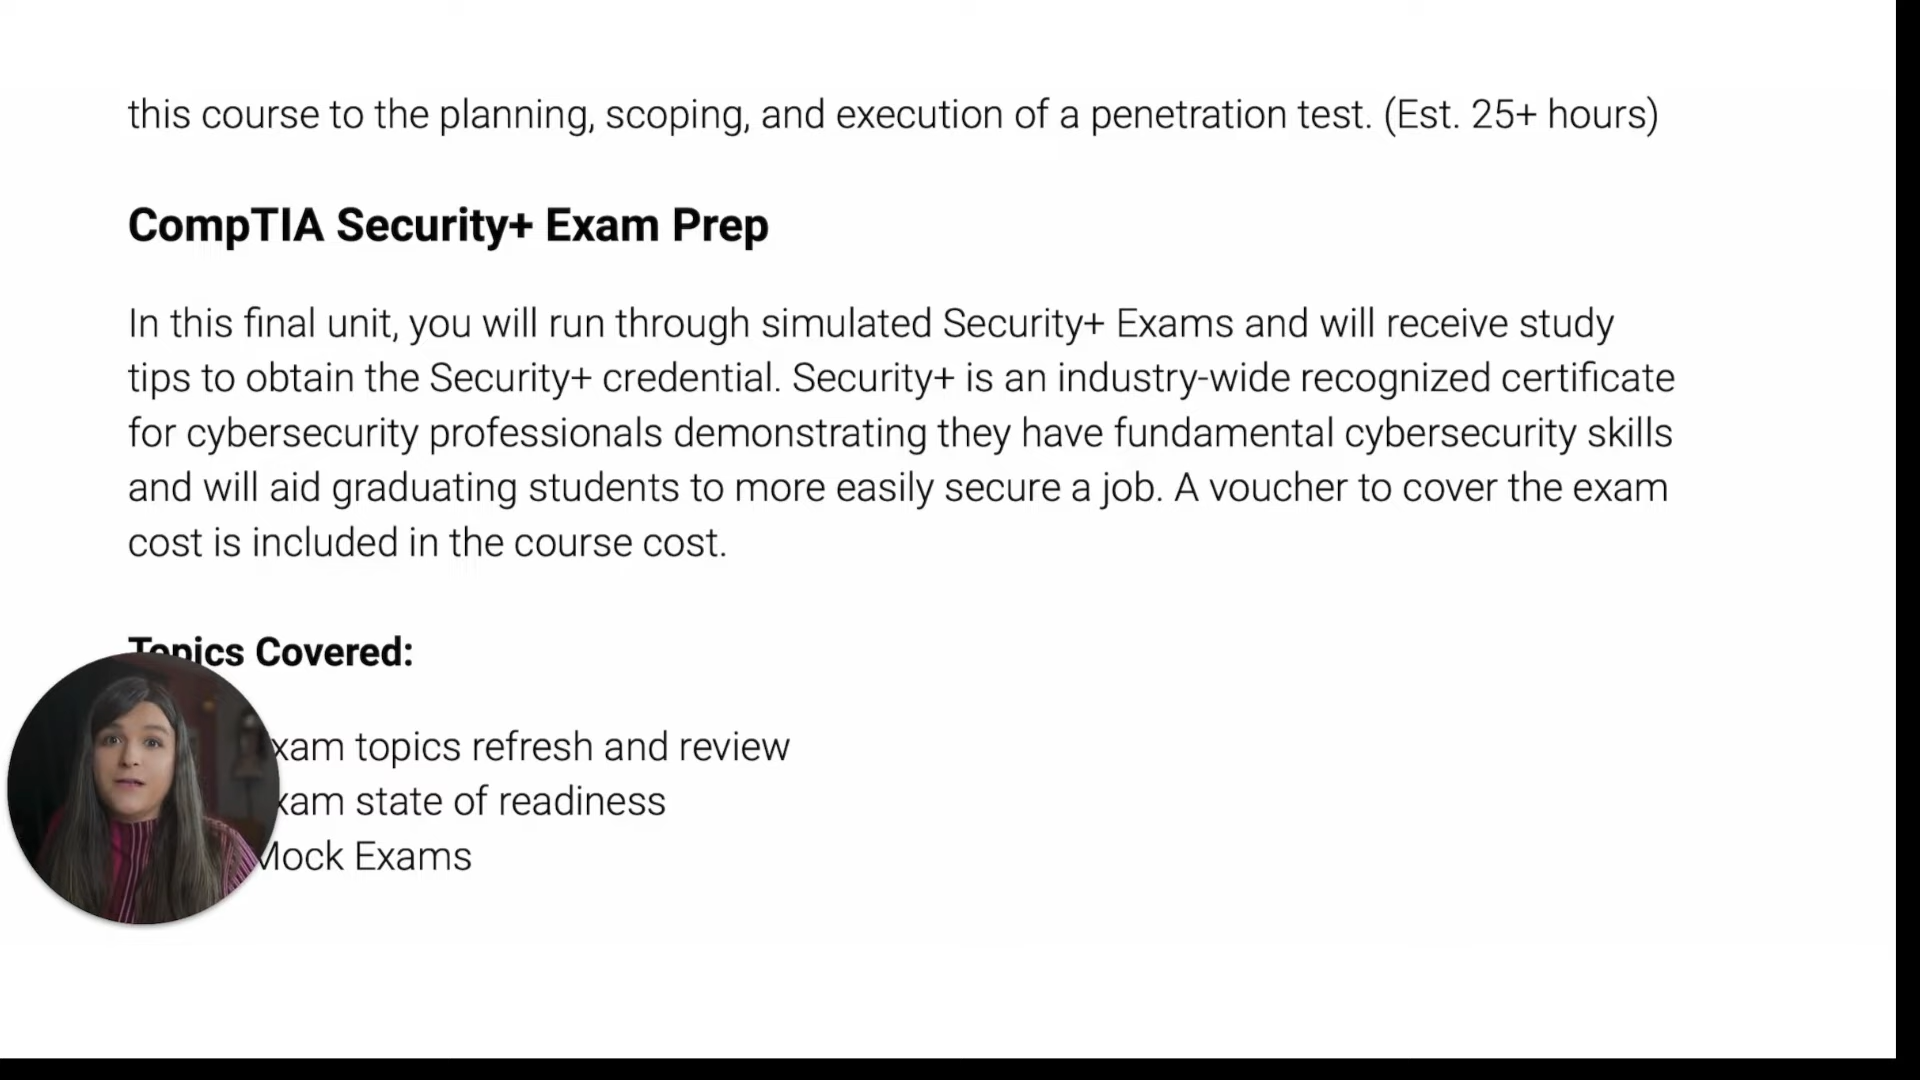 this course to the planning, scoping, and execution of a penetration test. (Est. 25+ hours)
CompTIA Security+ Exam Prep
In this final unit, you will run through simulated Security+ Exams and will receive study
tips to obtain the Security+ credential. Security+ is an industry-wide recognized certificate
for cybersecurity professionals demonstrating they have fundamental cybersecurity skills
and will aid graduating students to more easily secure a job. A voucher to cover the exam
cost is included in the course cost.
Topics Covered:
topics refresh and review
state of readiness
Mock Exams